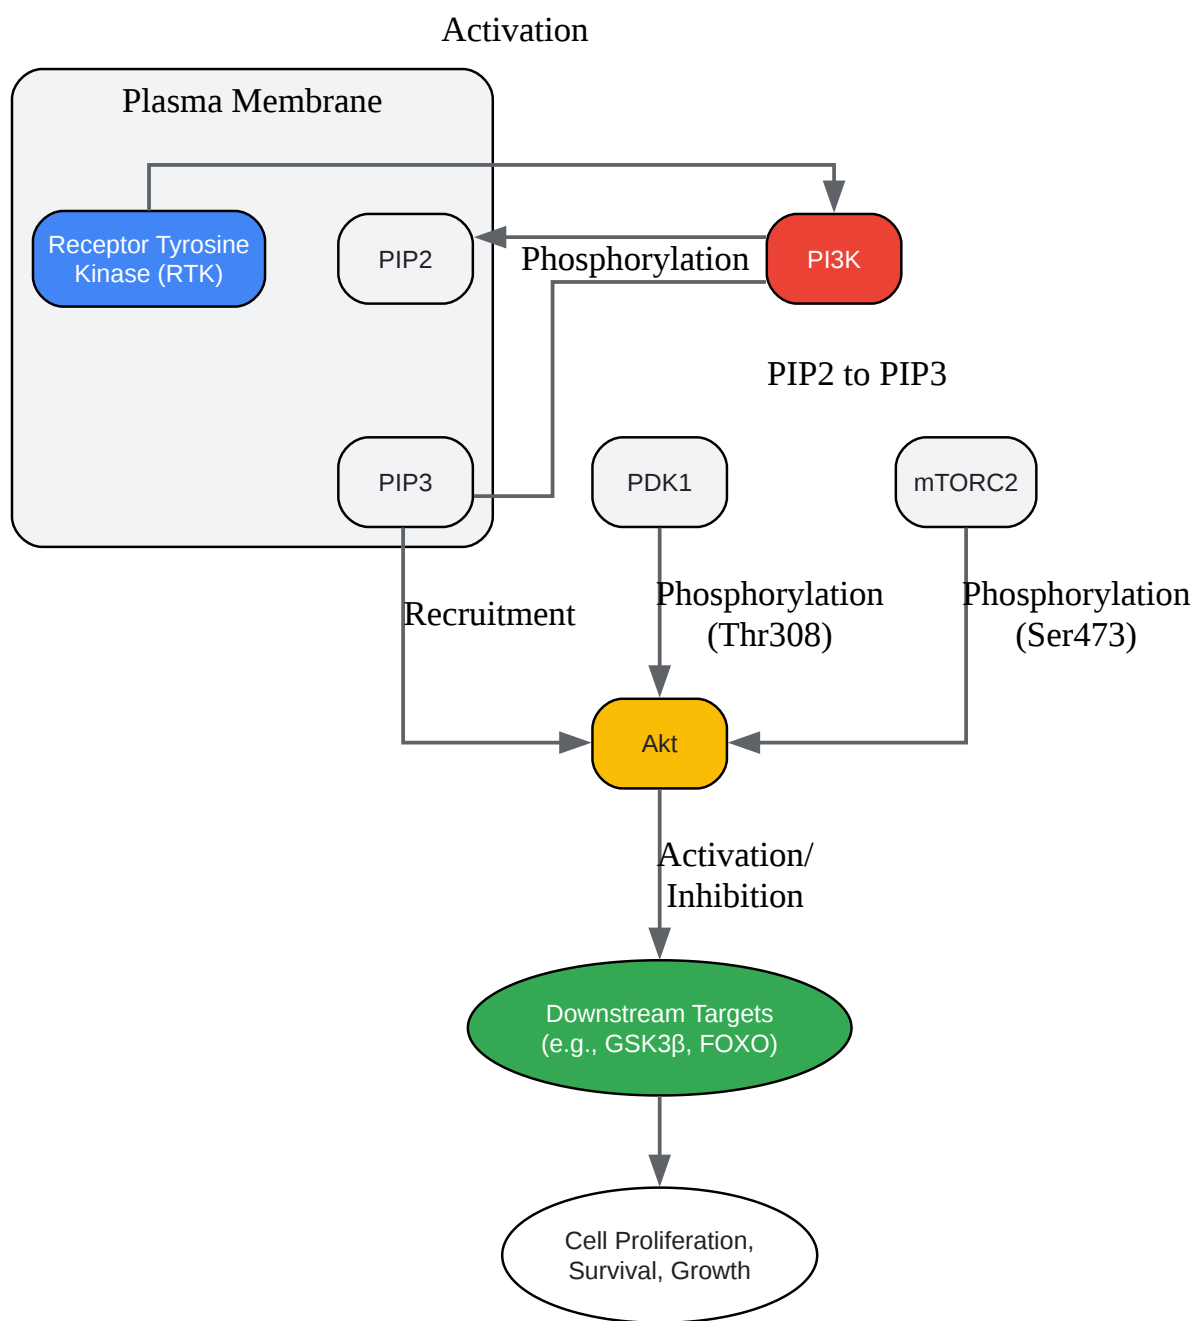 Activation
Plasma Membrane
Receptor Tyrosine
Kinase (RTK)
PIP2
Phosphorylation
PI3K
PIP2 to PIP3
PIP3
PDK1
mTORC2
Recruitment
Phosphorylation
(Thr308)
Phosphorylation
(Ser473)
Akt
Activation/
Inhibition
Downstream Targets
(e.g., GSK3β, FOXO)
Cell Proliferation,
Survival, Growth